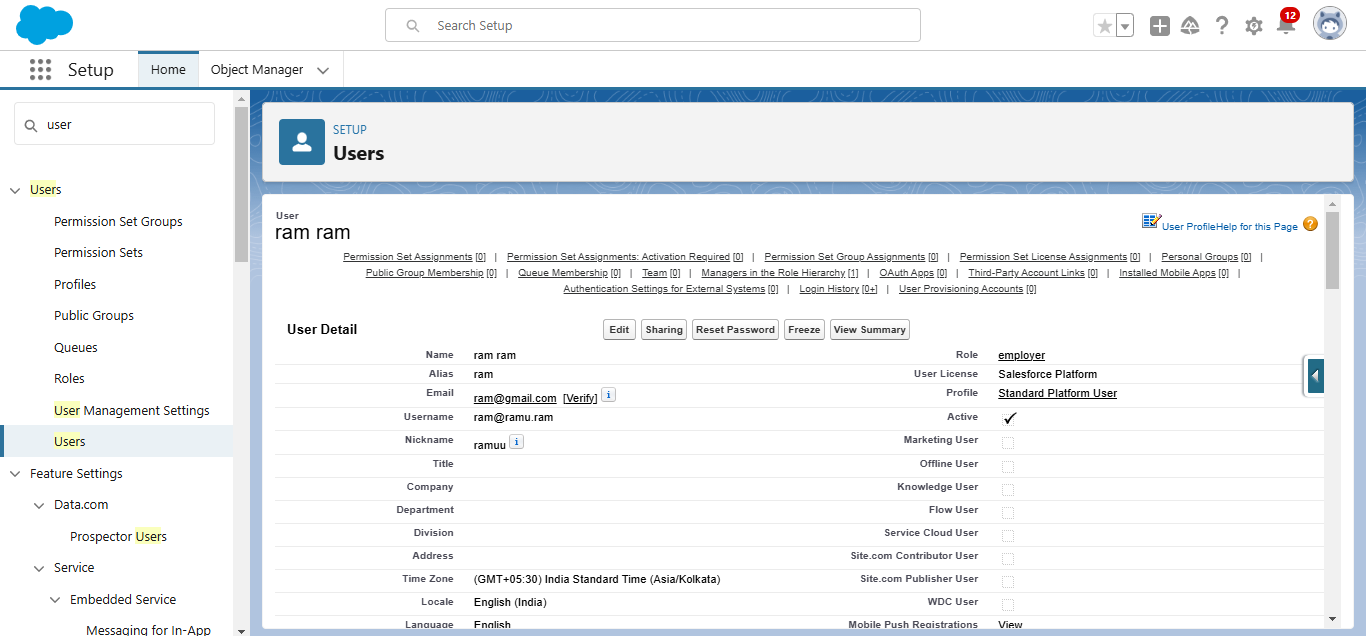 Search Setup
12
Setup
Home
Object Manager
user
Users
Permission Set Groups
Permission Sets
Profiles
Public Groups
Queues
Roles
User Management Settings
Users
Feature Settings
Data.com
Prospector Users
Service
Embedded Service
Messaging for In-App
SETUP
Users
User
ram ram
User Profile Help for this Page ?
Permission Set Assignments [0] | Permission Set Assignments: Activation Required [0] | Permission Set Group Assignments [0] | Permission Set License Assignments [0] | Personal Groups [0] |
Public Group Membership [0] | Queue Membership [0] | Team [0] | Managers in the Role Hierarchy [1] | OAuth Apps [0] | Third-Party Account Links [0] | Installed Mobile Apps [0] |
Authentication Settings for External Systems [0] | Login History [0+] | User Provisioning Accounts [0]
User Detail Edit Sharing Reset Password Freeze View Summary
Name ram ram Role employer
Alias ram User License Salesforce Platform
Email ram@gmail.com [Verify] i Profile Standard Platform User
Username ram@ramu.ram Active
Nickname ramuu i Marketing User
Title Offline User
Company Knowledge User
Department Flow User
Division Service Cloud User
Address Site.com Contributor User
Time Zone (GMT+05:30) India Standard Time (Asia/Kolkata) Site.com Publisher User
Locale English (India) WDC User
Language English Mobile Push Registrations View